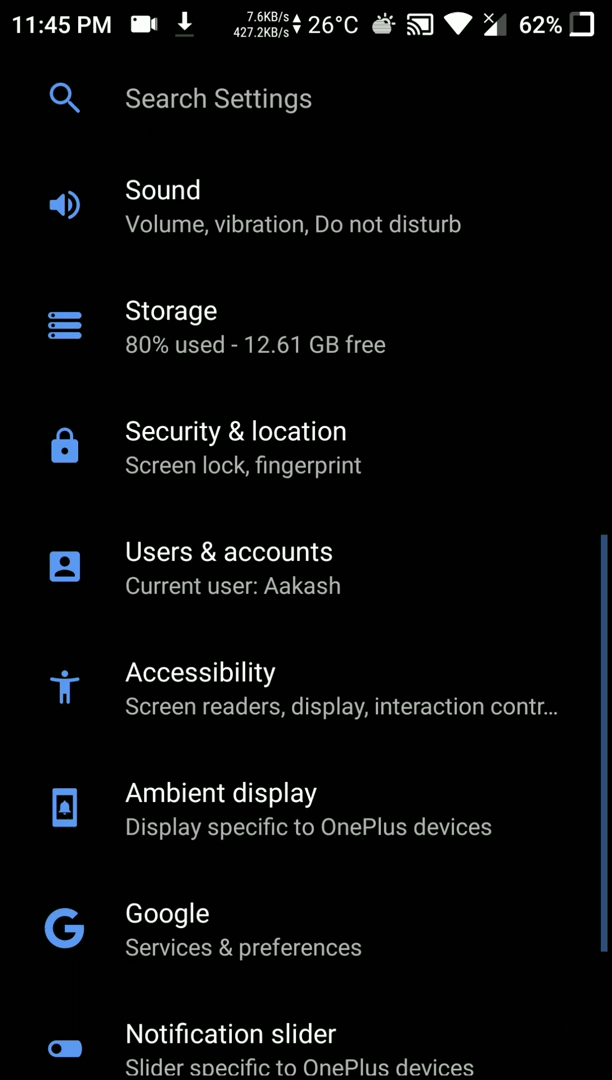 11:45 PM 7.6KB/s 26°C 62%
427.2KB/s
Search Settings
Sound
Volume, vibration, Do not disturb
Storage
80% used - 12.61 GB free
Security & location
Screen lock, fingerprint
Users & accounts
Current user: Aakash
Accessibility
Screen readers, display, interaction contr…
Ambient display
Display specific to OnePlus devices
Google
Services & preferences
Notification slider
Slider specific to OnePlus devices